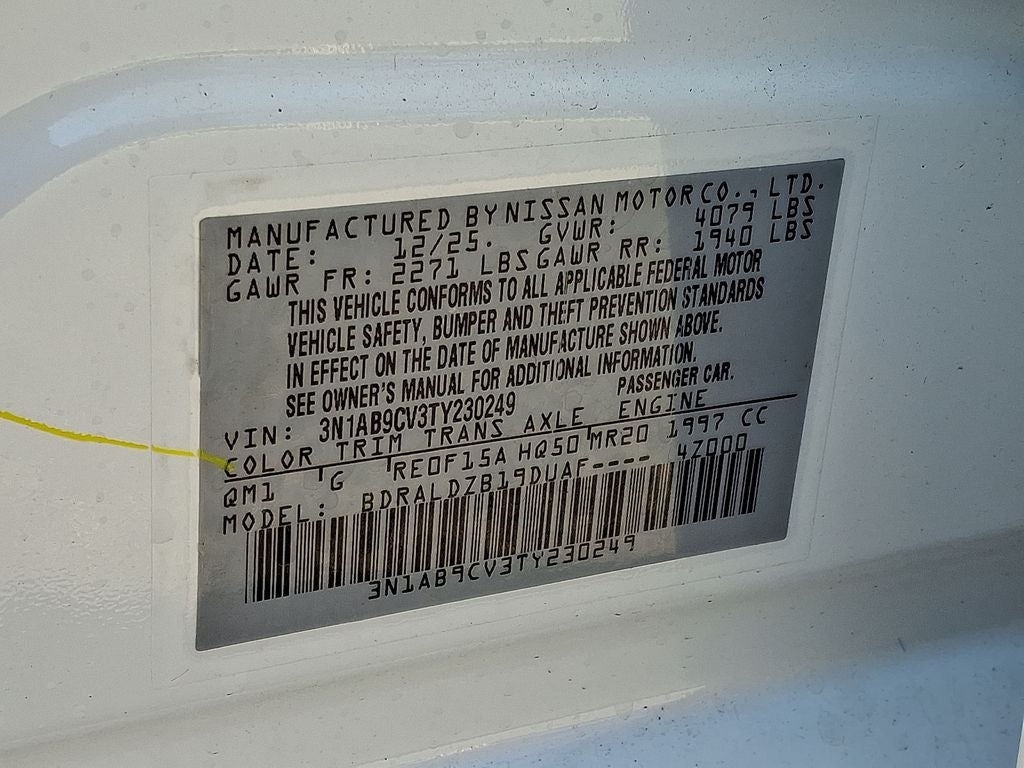 MANUFACTURED BY NISSAN MOTOR CO., LTD.
DATE: 12/25. GVWR: 4079 LBS
GAWR FR: 2271 LBS GAWR RR: 1940 LBS
THIS VEHICLE CONFORMS TO ALL APPLICABLE FEDERAL MOTOR
VEHICLE SAFETY, BUMPER AND THEFT PREVENTION STANDARDS
IN EFFECT ON THE DATE OF MANUFACTURE SHOWN ABOVE.
SEE OWNER'S MANUAL FOR ADDITIONAL INFORMATION.
VIN: 3N1AB9CV3TY230249 PASSENGER CAR.
COLOR TRIM TRANS AXLE ENGINE
QM1 G RE0F15A HQ50 MR20 1997 CC
MODEL: BDRALDZB19DUAF---- 4Z000
3N1AB9CV3TY230249